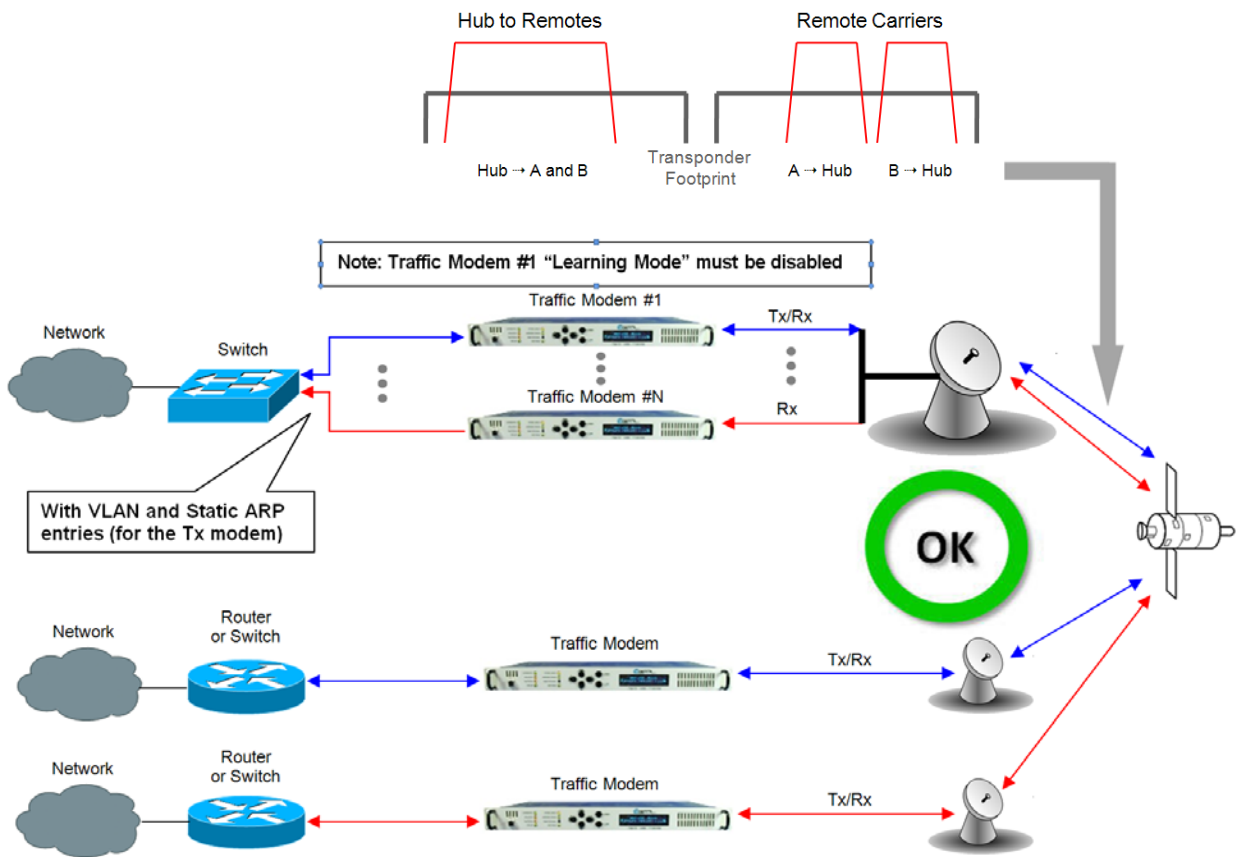 Hub to Remotes
Remote Carriers
Hub → A and B
Transponder
Footprint
A → Hub
B → Hub
Note: Traffic Modem #1 “Learning Mode” must be disabled
Traffic Modem #1
Network
Switch
Tx/Rx
Traffic Modem #N
Rx
With VLAN and Static ARP
entries (for the Tx modem)
OK
Network
Router
or Switch
Traffic Modem
Tx/Rx
Network
Router
or Switch
Traffic Modem
Tx/Rx